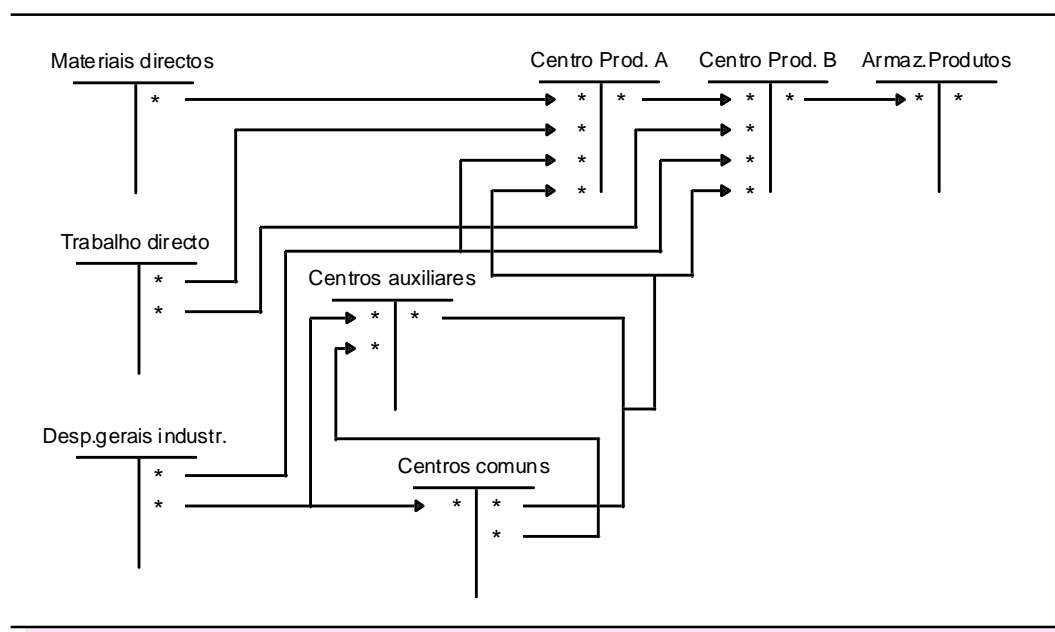 Materiais directos
Centro Prod. A
Centro Prod. B
Armaz.Produtos
* * * * * * *
* *
* *
* *
Trabalho directo
*
*
Centros auxiliares
* *
*
Desp.gerais industr.
*
*
Centros comuns
* *
*